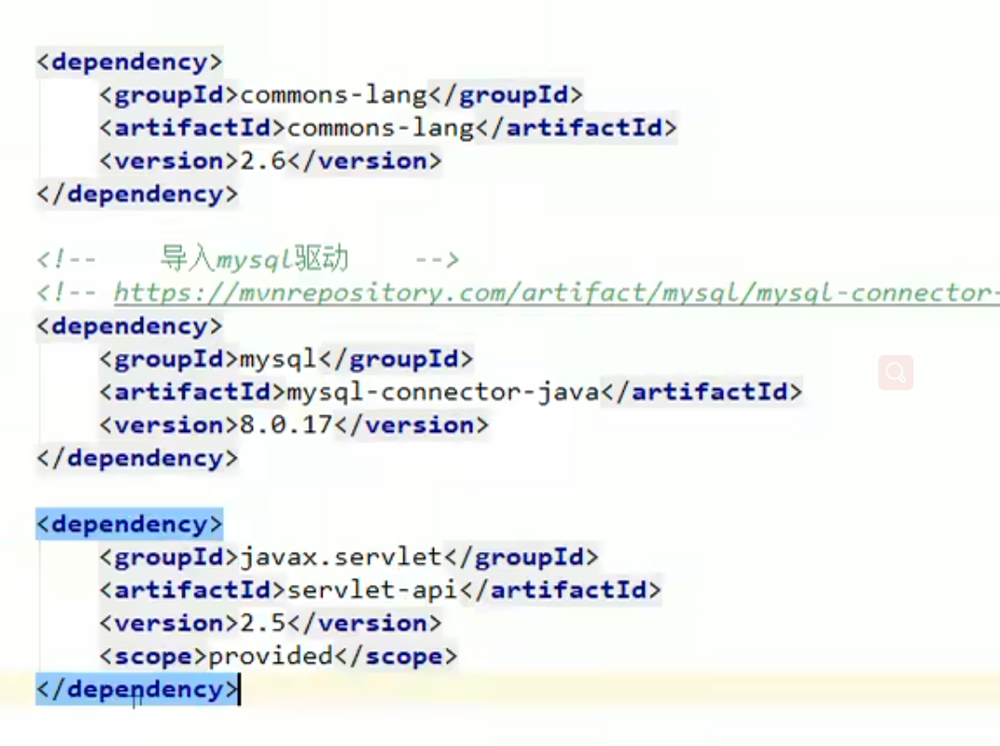 <dependency>
<groupId>commons-lang</groupId>
<artifactId>commons-lang</artifactId>
<version>2.6</version>
</dependency>
<!-- 导入mysql驱动 -->
<!-- https://mvnrepository.com/artifact/mysql/mysql-connector-
<dependency>
<groupId>mysql</groupId>
<artifactId>mysql-connector-java</artifactId>
<version>8.0.17</version>
</dependency>
<dependency>
<groupId>javax.servlet</groupId>
<artifactId>servlet-api</artifactId>
<version>2.5</version>
<scope>provided</scope>
</dependency>